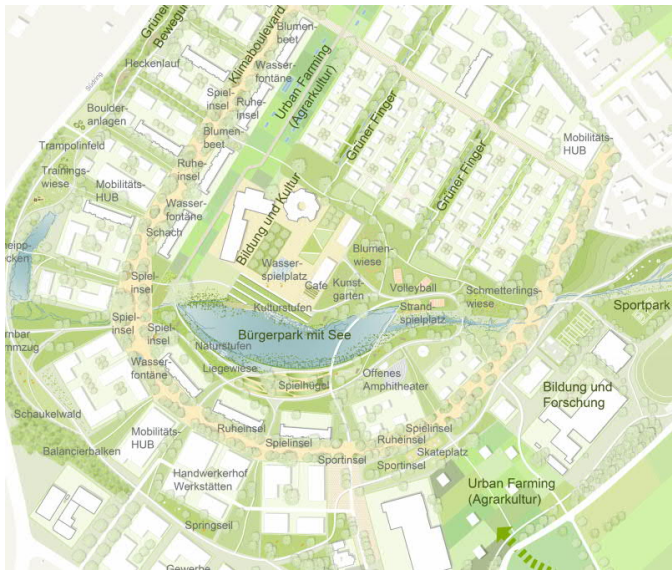 Grüner
Klimaboulevard
Blumen-
beet
Heckenlauf
Wasser-
fontäne
Spiel-
insel
Urban Farming
(Agrarkultur)
Boulder-
anlagen
Ruhe-
insel
Blumen-
beet
Grüner Finger
Mobilitäts-
HUB
Trampolinfeld
Trainings-
wiese
Ruhe-
insel
Grüner Finger
Mobilitäts-
HUB
Wasser-
fontäne
Bildung und Kultur
Schach
Blumen-
wiese
Wasser-
spielplatz
Spiel-
insel
Cafe
Kunst-
garten
Volleyball
Schmetterlings-
wiese
Kulturstufen
Strand-
spielplatz
Sportpark
Spiel-
insel
Spiel-
insel
Bürgerpark mit See
Naturstufen
Wasser-
fontäne
Liegewiese
Spielhügel
Offenes
Amphitheater
Bildung und
Forschung
Schaukelwald
Mobilitäts-
HUB
Ruheinsel
Spielinsel
Spielinsel
Ruheinsel
Skateplatz
Balancierbalken
Sportinsel
Sportinsel
Handwerkerhof
Werkstätten
Urban Farming
(Agrarkultur)
Springseil
Gewerbe